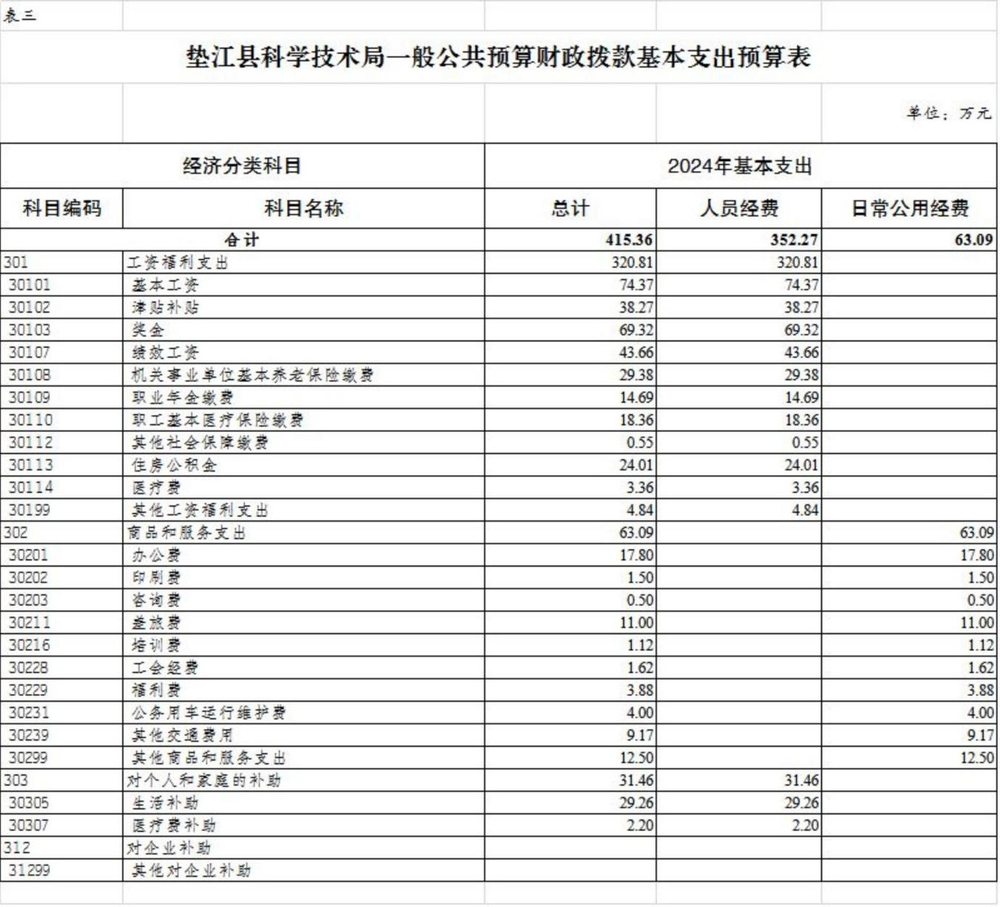 表三
垫江县科学技术局一般公共预算财政拨款基本支出预算表
单位：万元
经济分类科目 2024年基本支出
科目编码 科目名称 总计 人员经费 日常公用经费
合计 415.36 352.27 63.09
301 工资福利支出 320.81 320.81
30101 基本工资 74.37 74.37
30102 津贴补贴 38.27 38.27
30103 奖金 69.32 69.32
30107 绩效工资 43.66 43.66
30108 机关事业单位基本养老保险缴费 29.38 29.38
30109 职业年金缴费 14.69 14.69
30110 职工基本医疗保险缴费 18.36 18.36
30112 其他社会保障缴费 0.55 0.55
30113 住房公积金 24.01 24.01
30114 医疗费 3.36 3.36
30199 其他工资福利支出 4.84 4.84
302 商品和服务支出 63.09 63.09
30201 办公费 17.80 17.80
30202 印刷费 1.50 1.50
30203 咨询费 0.50 0.50
30211 差旅费 11.00 11.00
30216 培训费 1.12 1.12
30228 工会经费 1.62 1.62
30229 福利费 3.88 3.88
30231 公务用车运行维护费 4.00 4.00
30239 其他交通费用 9.17 9.17
30299 其他商品和服务支出 12.50 12.50
303 对个人和家庭的补助 31.46 31.46
30305 生活补助 29.26 29.26
30307 医疗费补助 2.20 2.20
312 对企业补助
31299 其他对企业补助